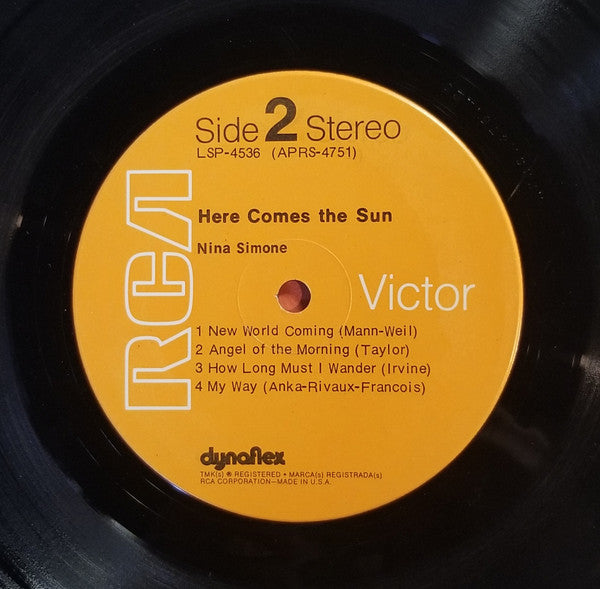 Side 2 Stereo
LSP-4536 (APRS-4751)
RCA
Here Comes the Sun
Nina Simone
Victor
1 New World Coming (Mann-Weil)
2 Angel of the Morning (Taylor)
3 How Long Must I Wander (Irvine)
4 My Way (Anka-Rivaux-Francois)
dynaflex
TMK(s) ® REGISTERED • MARCA(s) REGISTRADA(s)
RCA CORPORATION—MADE IN U.S.A.